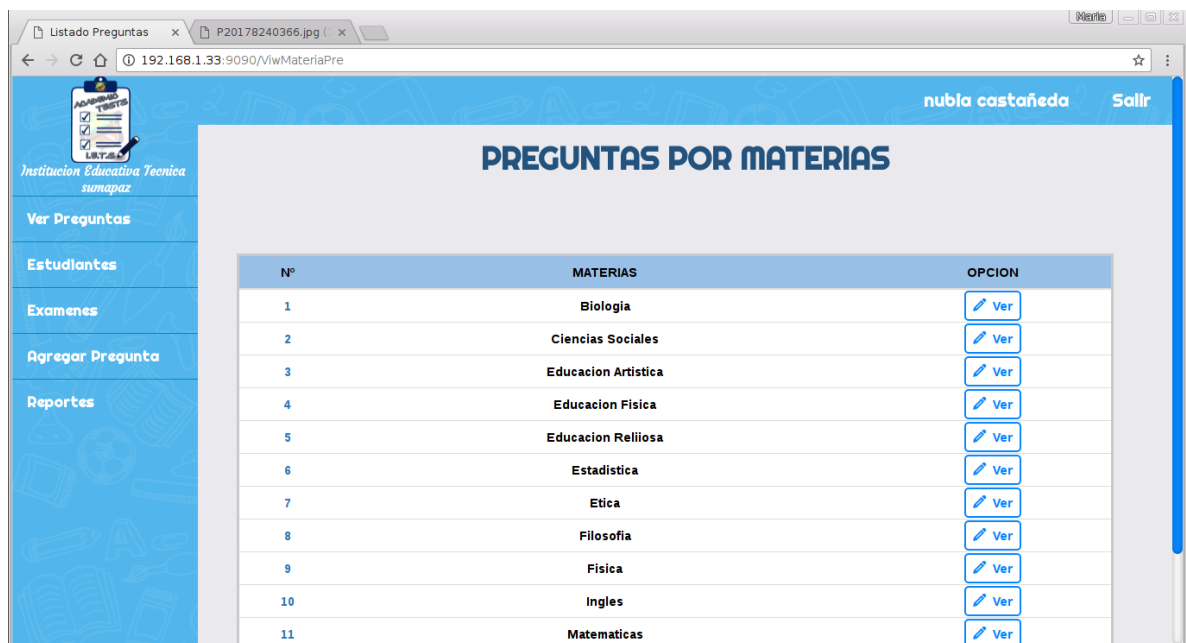 Maria
Listado Preguntas
P20178240366.jpg (
192.168.1.33:9090/ViwMateriaPre
nubia castañeda Salir
ACADEMIC
TESTS
I.E.T.S
Institucion Educativa Tecnica
sumapaz
PREGUNTAS POR MATERIAS
Ver Preguntas
Estudiantes
Examenes
Agregar Pregunta
Reportes
Nº MATERIAS OPCION
1 Biologia Ver
2 Ciencias Sociales Ver
3 Educacion Artistica Ver
4 Educacion Fisica Ver
5 Educacion Reliiosa Ver
6 Estadistica Ver
7 Etica Ver
8 Filosofia Ver
9 Fisica Ver
10 Ingles Ver
11 Matematicas Ver